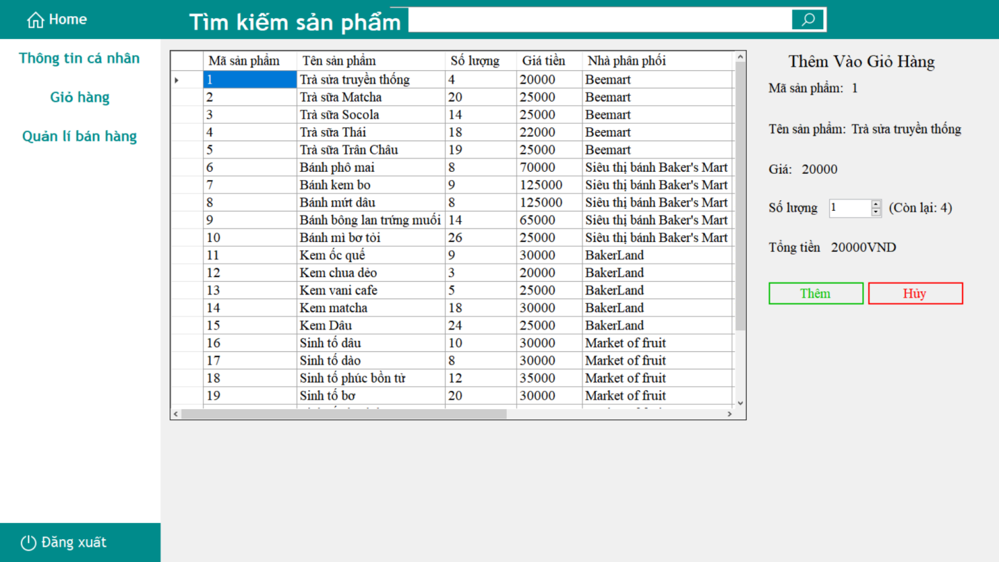 Home
Tìm kiếm sản phẩm
Thông tin cá nhân
Giỏ hàng
Quản lí bán hàng
Đăng xuất
Mã sản phẩm Tên sản phẩm Số lượng Giá tiền Nhà phân phối
1 Trà sửa truyền thống 4 20000 Beemart
2 Trà sữa Matcha 20 25000 Beemart
3 Trà sữa Socola 14 25000 Beemart
4 Trà sữa Thái 18 22000 Beemart
5 Trà sữa Trân Châu 19 25000 Beemart
6 Bánh phô mai 8 70000 Siêu thị bánh Baker's Mart
7 Bánh kem bo 9 125000 Siêu thị bánh Baker's Mart
8 Bánh mứt dâu 8 125000 Siêu thị bánh Baker's Mart
9 Bánh bông lan trứng muối 14 65000 Siêu thị bánh Baker's Mart
10 Bánh mì bơ tỏi 26 25000 Siêu thị bánh Baker's Mart
11 Kem ốc quế 9 30000 BakerLand
12 Kem chua dẻo 3 20000 BakerLand
13 Kem vani cafe 5 25000 BakerLand
14 Kem matcha 18 30000 BakerLand
15 Kem Dâu 24 25000 BakerLand
16 Sinh tố dâu 10 30000 Market of fruit
17 Sinh tố dào 8 30000 Market of fruit
18 Sinh tố phúc bồn tử 12 35000 Market of fruit
19 Sinh tố bơ 20 30000 Market of fruit
Thêm Vào Giỏ Hàng
Mã sản phẩm: 1
Tên sản phẩm: Trà sửa truyền thống
Giá: 20000
Số lượng 1 (Còn lại: 4)
Tổng tiền 20000VND
Thêm Hủy